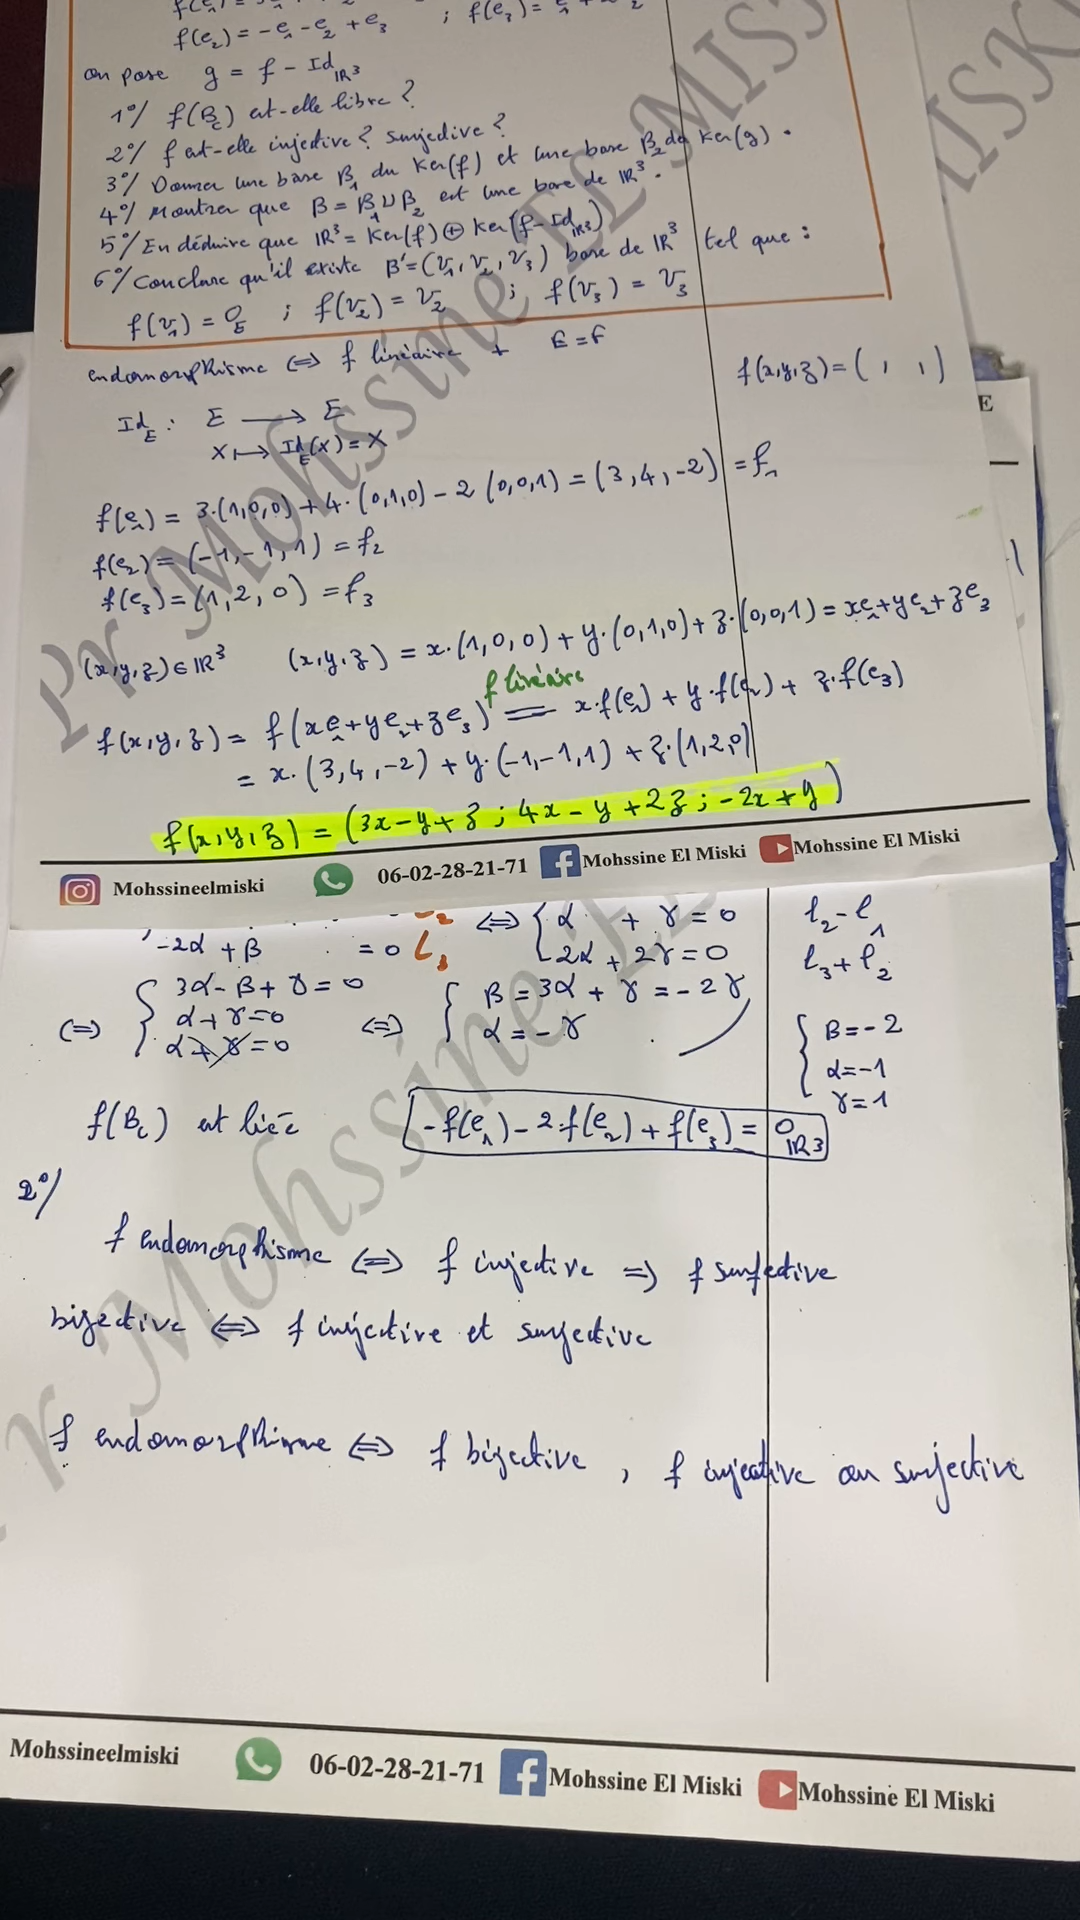 f(e₂) = -e₁ - e₂ + e₃ ; f(e₃) =
on pose g = f - Id_IR³
1°/ f(B_c) est-elle libre ?
2°/ f est-elle injective ? surjective ?
3°/ Donner une base B₁ du Ker(f) et une base B₂ de Ker(g).
4°/ Montrer que B = B₁ ∪ B₂ est une base de IR³.
5°/ En déduire que IR³ = Ker(f) ⊕ Ker(f - Id_IR³)
6°/ Conclure qu'il existe B' = (V₁, V₂, V₃) base de IR³ tel que :
f(V₁) = 0_E ; f(V₂) = V₂ ; f(V₃) = V₃
endomorphisme ⟺ f linéaire + E = F
f(x,y,z) = ( , , )
Id_E : E ⟶ E
X ⟼ Id_E(X) = X
f(e₁) = 3·(1,0,0) + 4·(0,1,0) - 2(0,0,1) = (3,4,-2) = f₁
f(e₂) = (-1,-1,1) = f₂
f(e₃) = (1,2,0) = f₃
(x,y,z) ∈ IR³ (x,y,z) = x·(1,0,0) + y·(0,1,0) + z·(0,0,1) = xe₁ + ye₂ + ze₃
f linéaire
f(x,y,z) = f(xe₁ + ye₂ + ze₃) = x·f(e₁) + y·f(e₂) + z·f(e₃)
= x·(3,4,-2) + y·(-1,-1,1) + z·(1,2,0)
f(x,y,z) = (3x - y + z ; 4x - y + 2z ; -2x + y)
Mohssineelmiski 06-02-28-21-71 Mohssine El Miski Mohssine El Miski
L₂ ⟺ { α + γ = 0 l₂ - l₁
-2α + β = 0 L₃ 2α + 2γ = 0 l₃ + l₂
⟺ { 3α - β + γ = 0 ⟺ { β = 3α + γ = -2γ
α + γ = 0 α = -γ
α + γ = 0
{ β = -2
α = -1
γ = 1
f(B_c) est liée -f(e₁) - 2·f(e₂) + f(e₃) = 0_IR³
2°/
f endomorphisme ⟺ f injective ⟹ f surjective
bijective ⟺ f injective et surjective
f endomorphisme ⟺ f bijective , f injective ou surjective
Mohssineelmiski 06-02-28-21-71 Mohssine El Miski Mohssine El Miski
Pr Mohssine EL MISKI